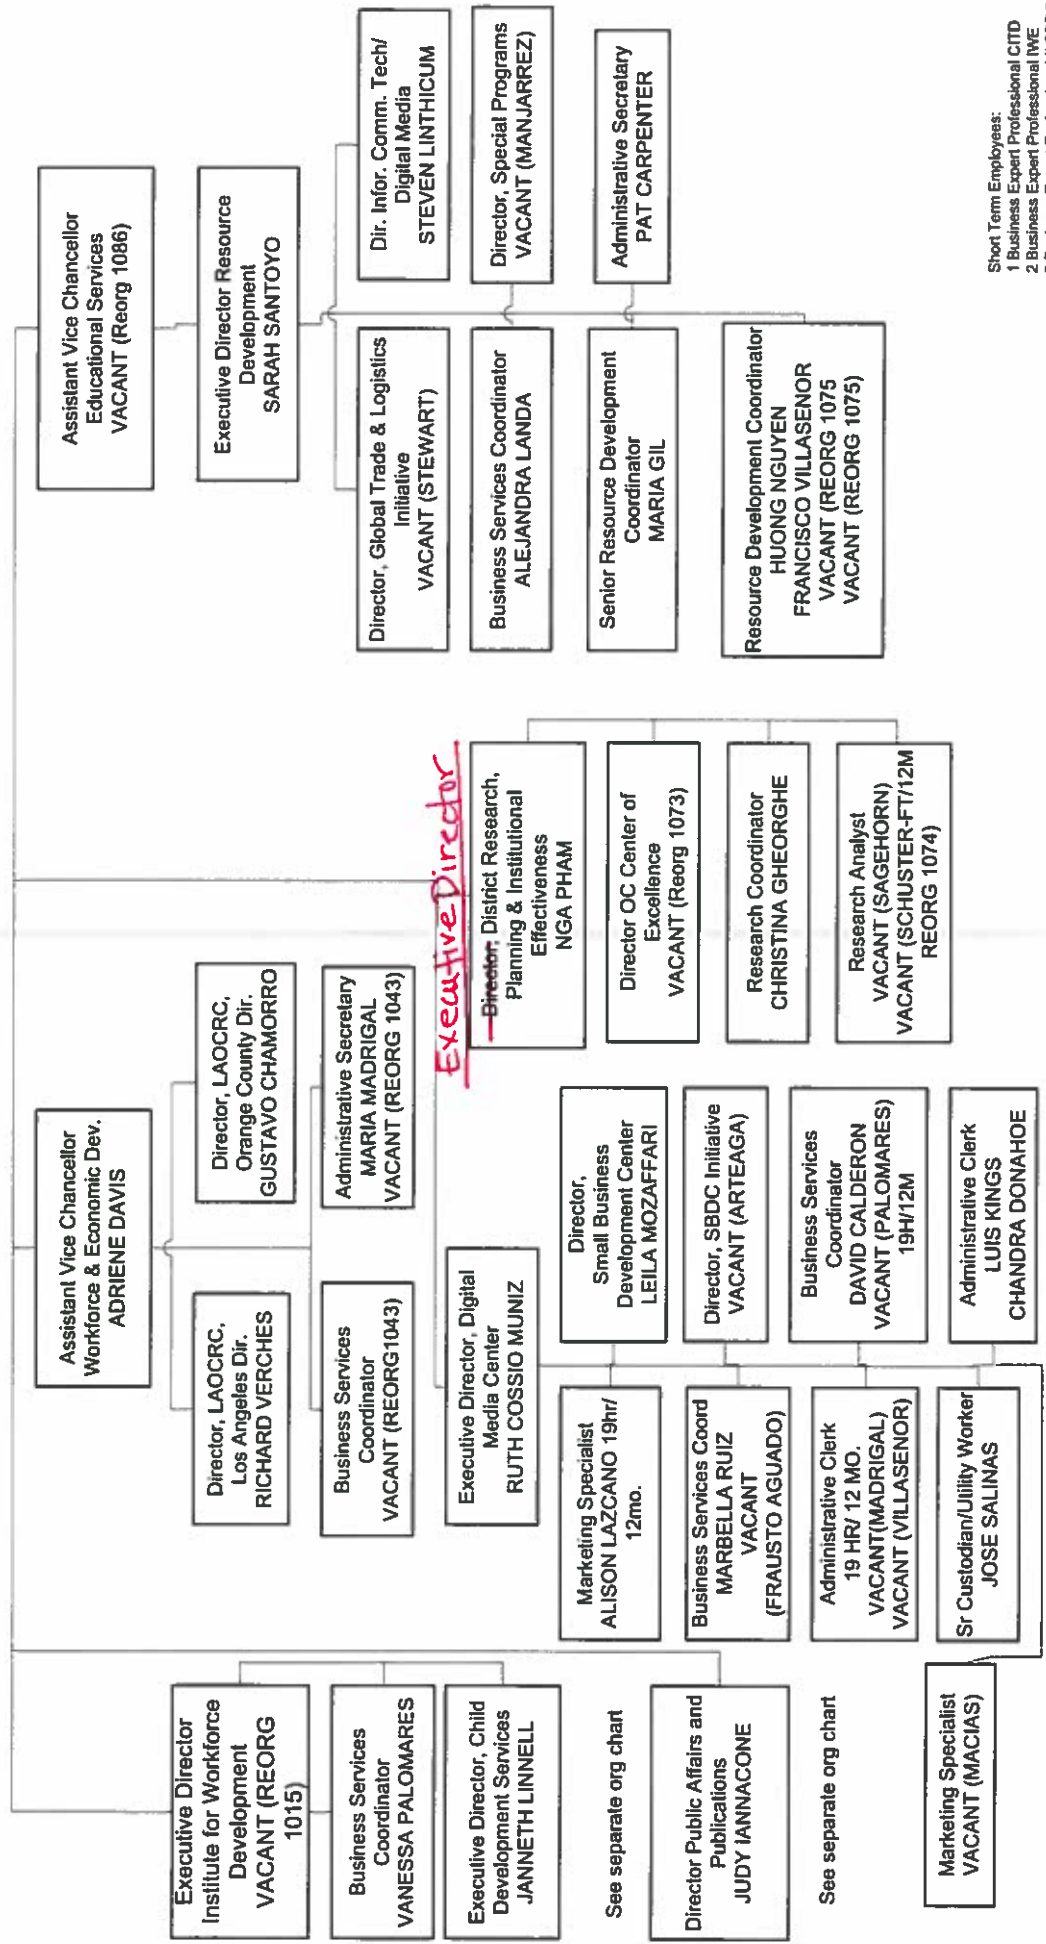 Executive Director
Institute for Workforce
Development
VACANT (REORG
1015)
Business Services
Coordinator
VANESSA PALOMARES
Executive Director, Child
Development Services
JANNETH LINNELL
See separate org chart
Director Public Affairs and
Publications
JUDY IANNACONE
See separate org chart
Marketing Specialist
VACANT (MACIAS)
Assistant Vice Chancellor
Workforce & Economic Dev.
ADRIENE DAVIS
Director, LAOCRC,
Los Angeles Dir.
RICHARD VERCHES
Director, LAOCRC,
Orange County Dir.
GUSTAVO CHAMORRO
Business Services
Coordinator
VACANT (REORG1043)
Administrative Secretary
MARIA MADRIGAL
VACANT (REORG 1043)
Executive Director, Digital
Media Center
RUTH COSSIO MUNIZ
Marketing Specialist
ALISON LAZCANO 19hr/
12mo.
Director,
Small Business
Development Center
LEILA MOZAFFARI
Business Services Coord
MARBELLA RUIZ
VACANT
(FRAUSTO AGUADO)
Director, SBDC Initiative
VACANT (ARTEAGA)
Administrative Clerk
19 HR/ 12 MO.
VACANT(MADRIGAL)
VACANT (VILLASENOR)
Business Services
Coordinator
DAVID CALDERON
VACANT (PALOMARES)
19H/12M
Sr Custodian/Utility Worker
JOSE SALINAS
Administrative Clerk
LUIS KINGS
CHANDRA DONAHOE
Executive Director
Director, District Research,
Planning & Institutional
Effectiveness
NGA PHAM
Director OC Center of
Excellence
VACANT (Reorg 1073)
Research Coordinator
CHRISTINA GHEORGHE
Research Analyst
VACANT (SAGEHORN)
VACANT (SCHUSTER-FT/12M
REORG 1074)
Assistant Vice Chancellor
Educational Services
VACANT (Reorg 1086)
Executive Director Resource
Development
SARAH SANTOYO
Director, Global Trade & Logistics
Initiative
VACANT (STEWART)
Dir. Infor. Comm. Tech/
Digital Media
STEVEN LINTHICUM
Business Services Coordinator
ALEJANDRA LANDA
Director, Special Programs
VACANT (MANJARREZ)
Senior Resource Development
Coordinator
MARIA GIL
Administrative Secretary
PAT CARPENTER
Resource Development Coordinator
HUONG NGUYEN
FRANCISCO VILLASENOR
VACANT (REORG 1075
VACANT (REORG 1075)
Short Term Employees:
1 Business Expert Professional CITD
2 Business Expert Professional IWE